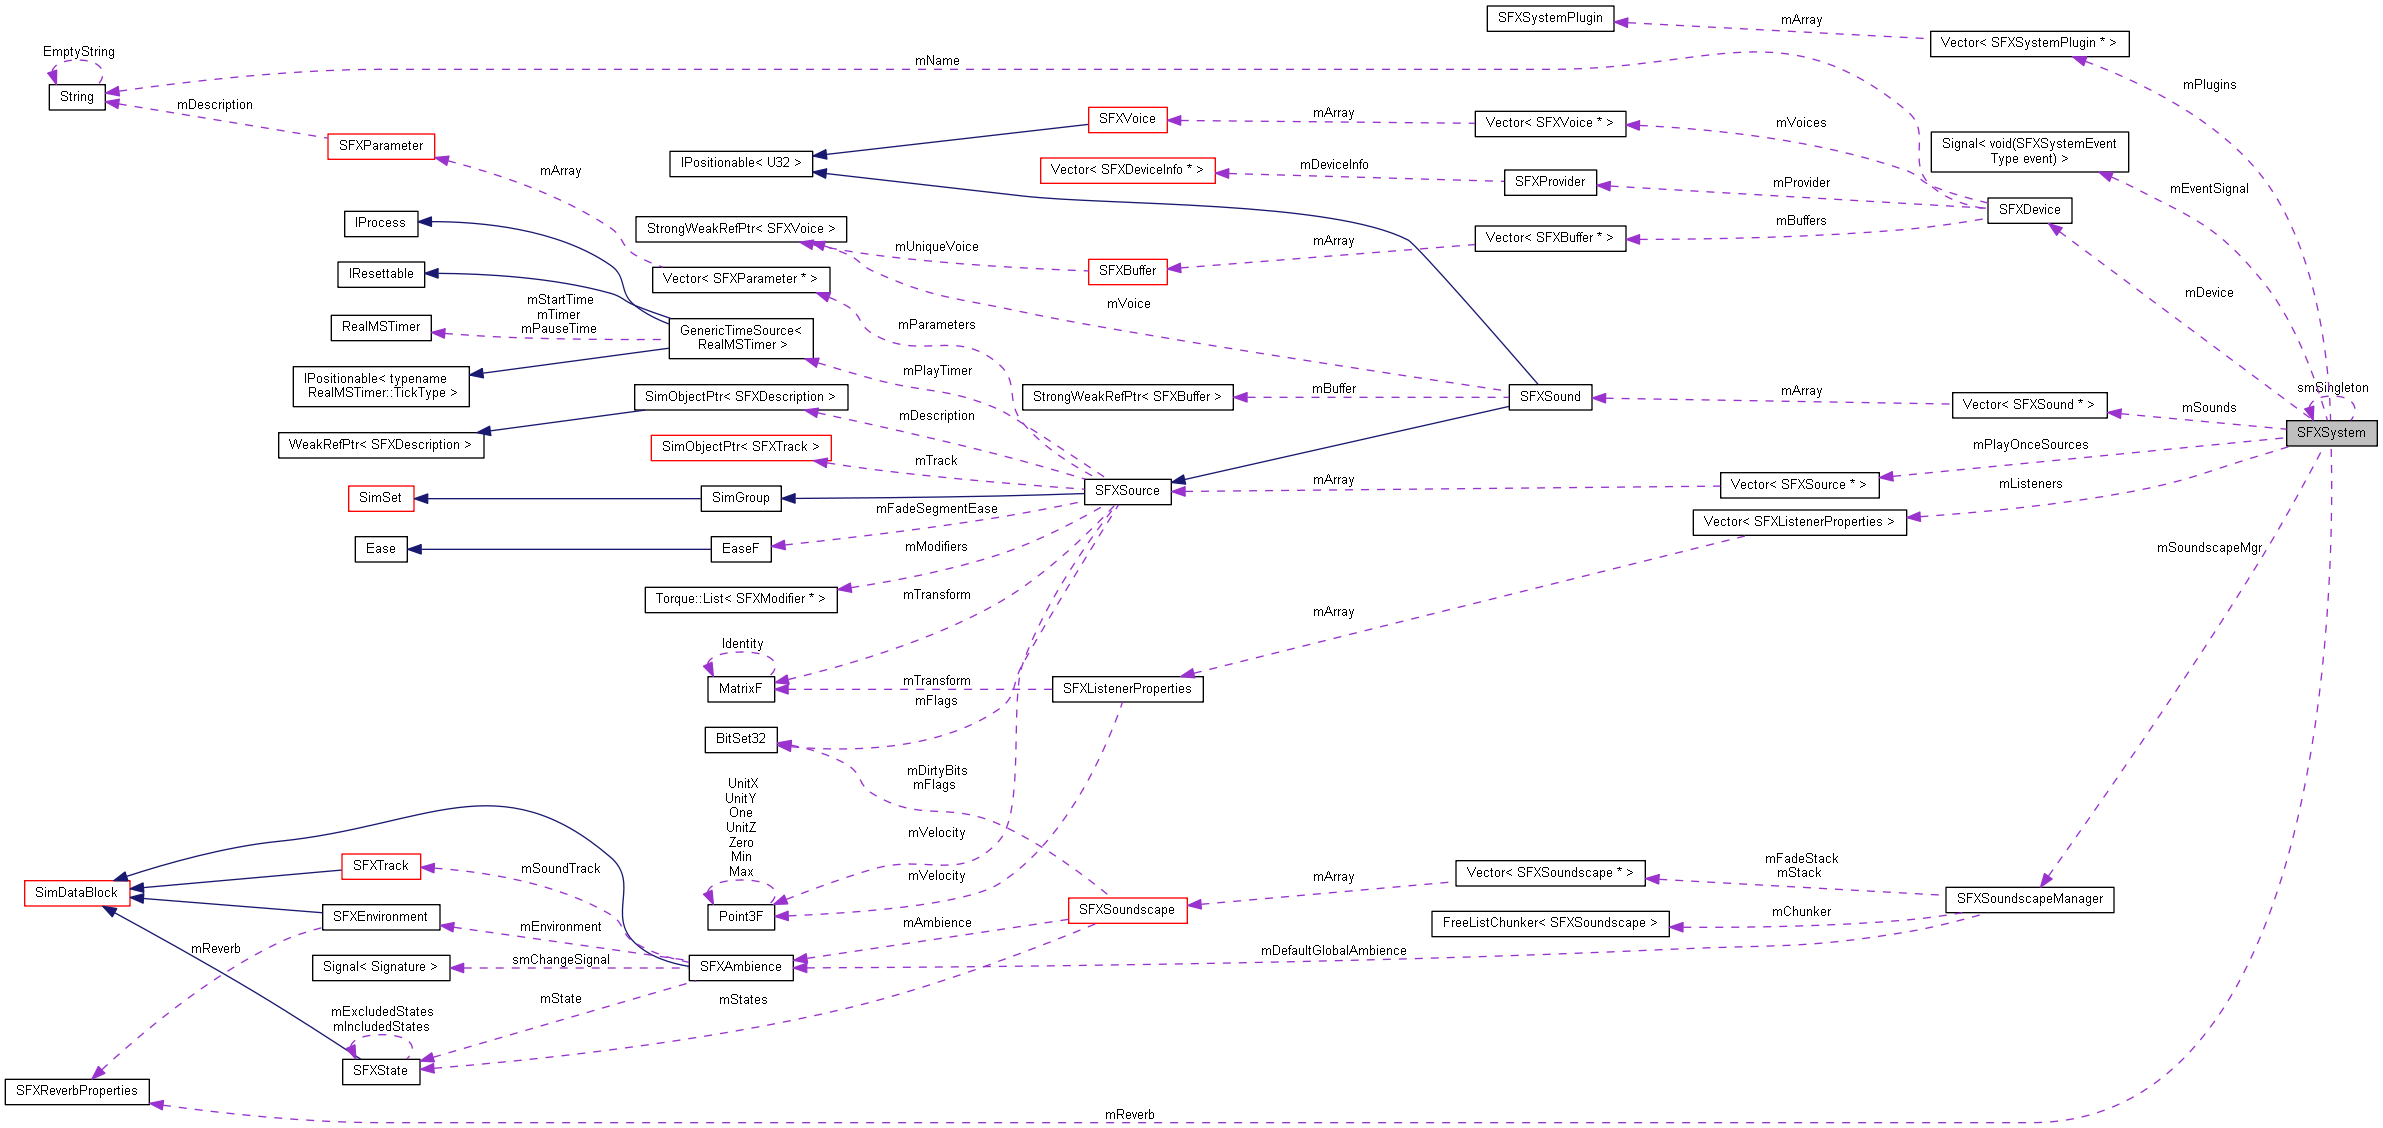 SFXSystemPlugin
mArray
Vector< SFXSystemPlugin * >
EmptyString
mName
String
mPlugins
mDescription
SFXVoice
mArray
Vector< SFXVoice * >
mVoices
Signal< void(SFXSystemEvent
Type event) >
SFXParameter
IPositionable< U32 >
Vector< SFXDeviceInfo * >
mDeviceInfo
SFXProvider
mProvider
mArray
mEventSignal
IProcess
StrongWeakRefPtr< SFXVoice >
mUniqueVoice
mArray
Vector< SFXBuffer * >
mBuffers
SFXDevice
IResettable
Vector< SFXParameter * >
SFXBuffer
mDevice
mStartTime
mTimer
mPauseTime
RealMSTimer
GenericTimeSource<
RealMSTimer >
mParameters
mVoice
IPositionable< typename
RealMSTimer::TickType >
mPlayTimer
SimObjectPtr< SFXDescription >
mDescription
StrongWeakRefPtr< SFXBuffer >
mBuffer
SFXSound
mArray
Vector< SFXSound * >
mSounds
smSingleton
SFXSystem
WeakRefPtr< SFXDescription >
SimObjectPtr< SFXTrack >
mTrack
mPlayOnceSources
SimSet
SimGroup
SFXSource
mArray
Vector< SFXSource * >
mListeners
mFadeSegmentEase
Vector< SFXListenerProperties >
Ease
EaseF
mModifiers
mSoundscapeMgr
Torque::List< SFXModifier * >
mTransform
mArray
Identity
MatrixF
mTransform
SFXListenerProperties
mFlags
BitSet32
mDirtyBits
mFlags
UnitX
UnitY
One
UnitZ
Zero
Min
Max
mVelocity
Point3F
mVelocity
SimDataBlock
SFXTrack
mSoundTrack
mArray
Vector< SFXSoundscape * >
mFadeStack
mStack
SFXSoundscapeManager
SFXEnvironment
mEnvironment
SFXSoundscape
mAmbience
FreeListChunker< SFXSoundscape >
mChunker
mReverb
Signal< Signature >
smChangeSignal
SFXAmbience
mDefaultGlobalAmbience
mState
mStates
mExcludedStates
mIncludedStates
SFXState
SFXReverbProperties
mReverb